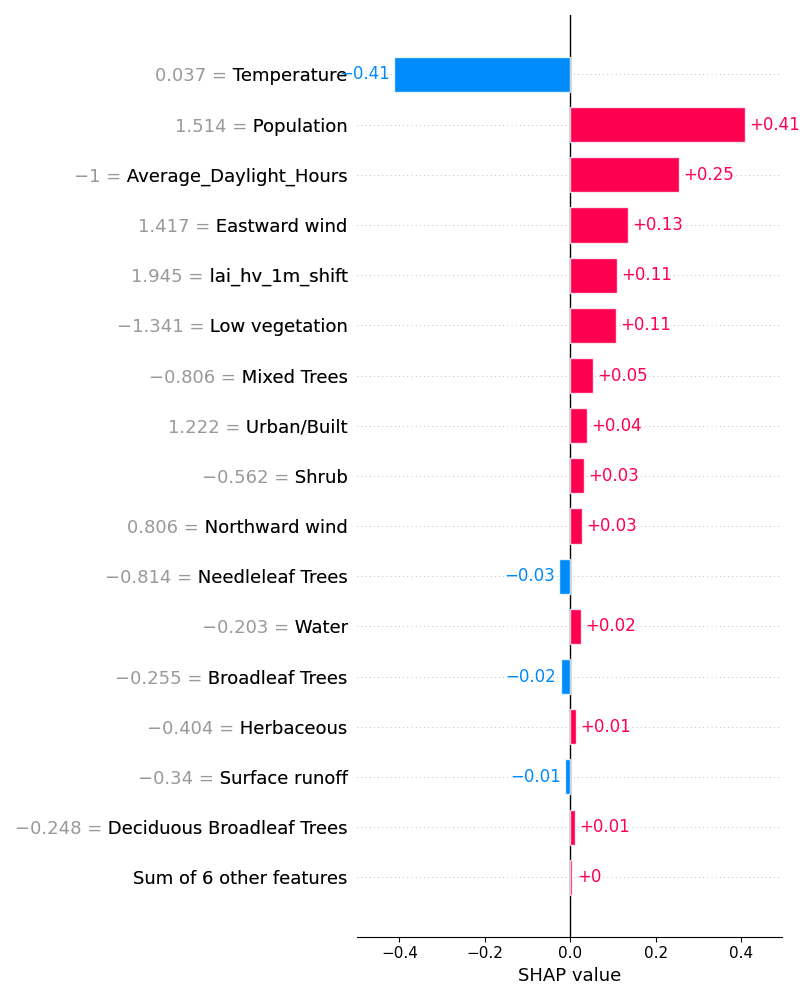 0.037 = Temperature −0.41
1.514 = Population +0.41
−1 = Average_Daylight_Hours +0.25
1.417 = Eastward wind +0.13
1.945 = lai_hv_1m_shift +0.11
−1.341 = Low vegetation +0.11
−0.806 = Mixed Trees +0.05
1.222 = Urban/Built +0.04
−0.562 = Shrub +0.03
0.806 = Northward wind +0.03
−0.814 = Needleleaf Trees −0.03
−0.203 = Water +0.02
−0.255 = Broadleaf Trees −0.02
−0.404 = Herbaceous +0.01
−0.34 = Surface runoff −0.01
−0.248 = Deciduous Broadleaf Trees +0.01
Sum of 6 other features +0
−0.4 −0.2 0.0 0.2 0.4
SHAP value